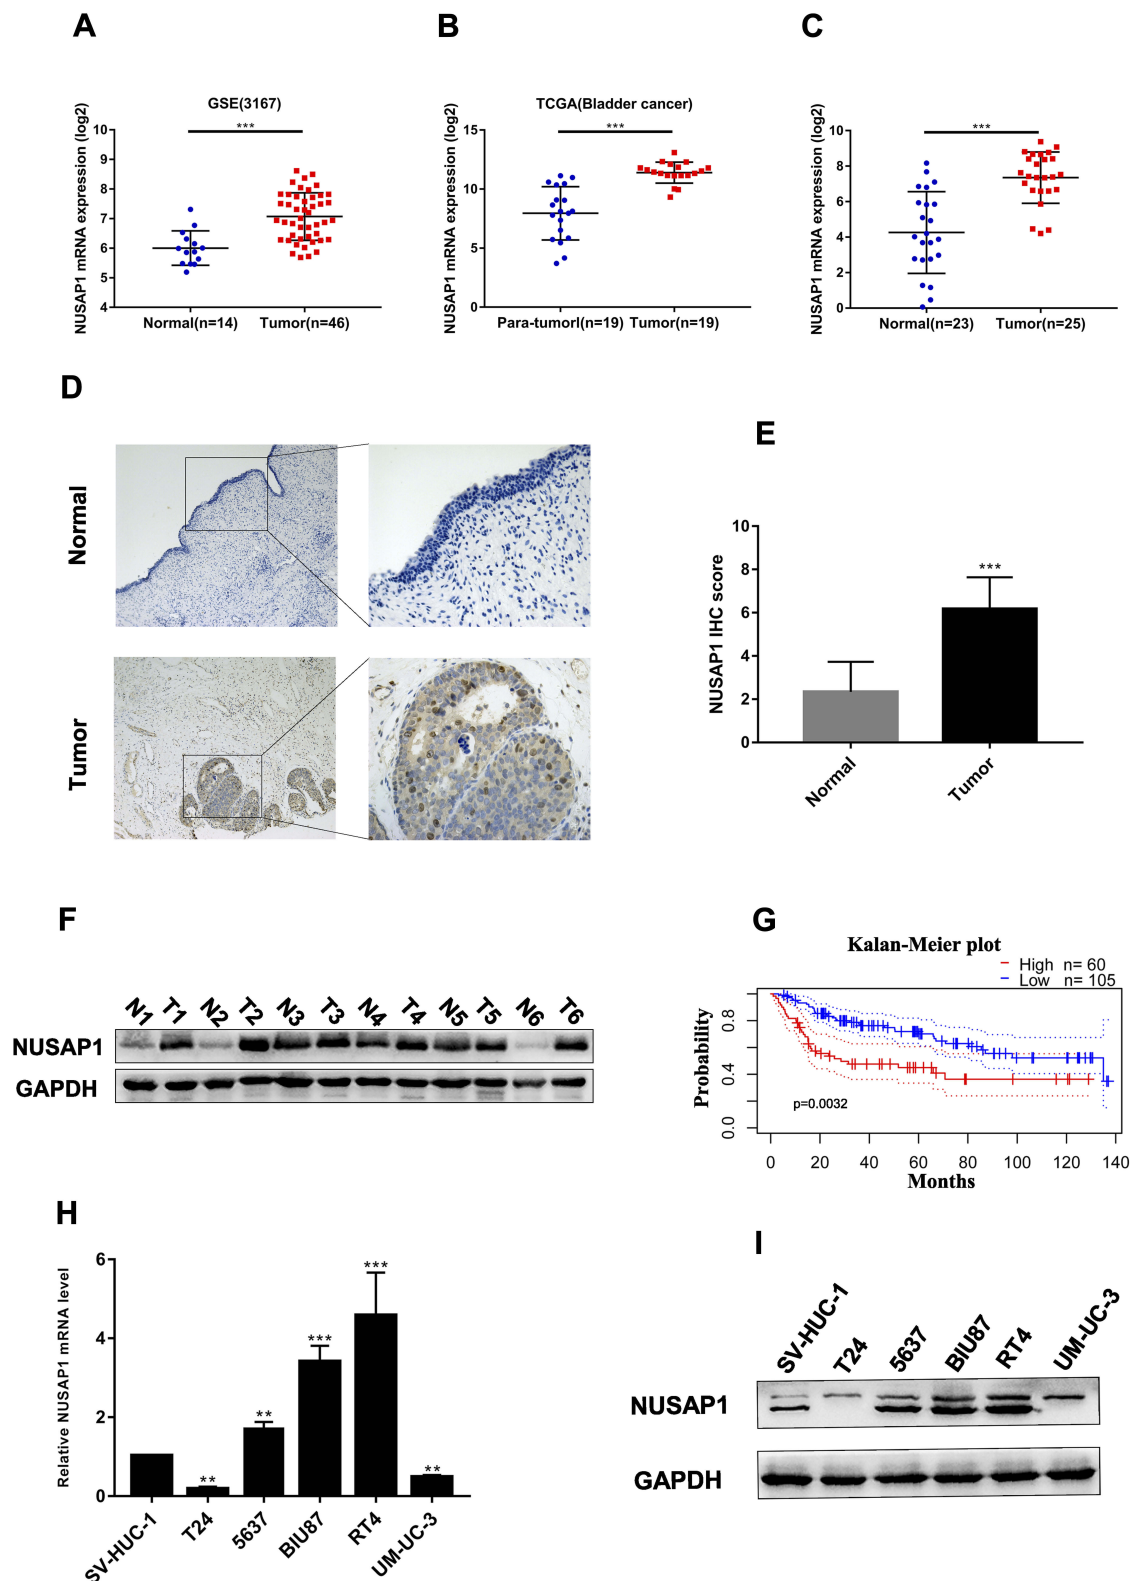 A
B
C
GSE(3167)
TCGA(Bladder cancer)
NUSAP1 mRNA expression (log2)
10
9
8
7
6
5
4
***
Normal(n=14)
Tumor(n=46)
NUSAP1 mRNA expression (log2)
15
10
5
0
***
Para-tumorl(n=19)
Tumor(n=19)
NUSAP1 mRNA expression (log2)
10
8
6
4
2
0
***
Normal(n=23)
Tumor(n=25)
D
Normal
Tumor
E
NUSAP1 IHC score
10
8
6
4
2
0
***
Normal
Tumor
F
N1 T1 N2 T2 N3 T3 N4 T4 N5 T5 N6 T6
NUSAP1
GAPDH
G
Kalan-Meier plot
High n= 60
Low n= 105
Probability
0.8
0.4
0.0
p=0.0032
0 20 40 60 80 100 120 140
Months
H
Relative NUSAP1 mRNA level
6
4
2
0
**
**
***
***
**
SV-HUC-1
T24
5637
BIU87
RT4
UM-UC-3
I
SV-HUC-1
T24
5637
BIU87
RT4
UM-UC-3
NUSAP1
GAPDH